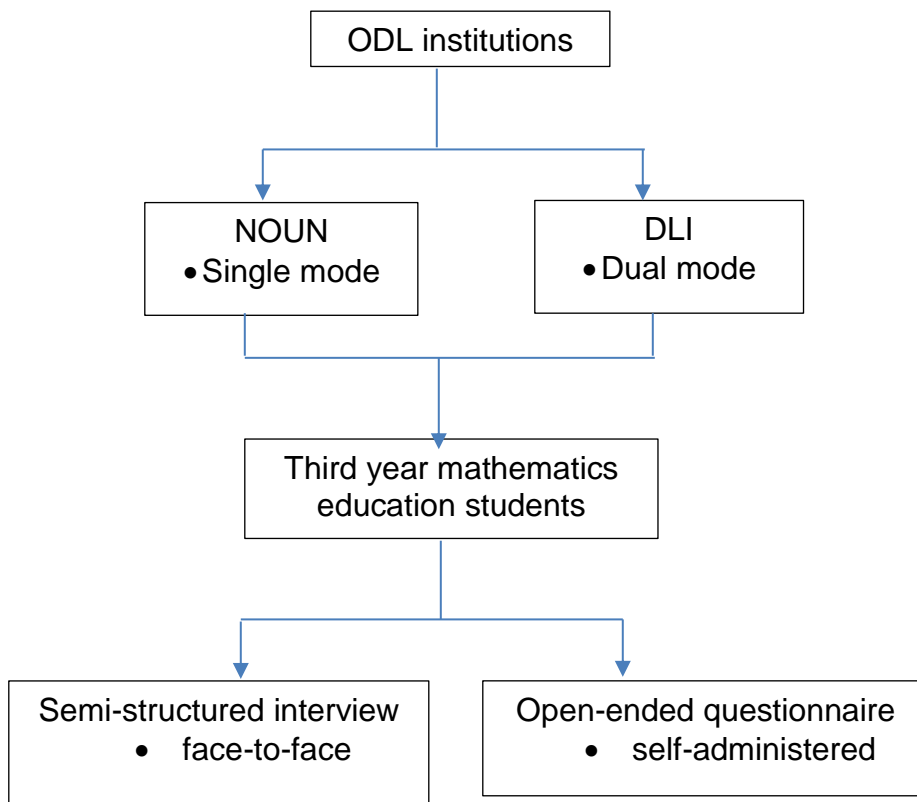 ODL institutions
NOUN
• Single mode
DLI
• Dual mode
Third year mathematics
education students
Semi-structured interview
• face-to-face
Open-ended questionnaire
• self-administered